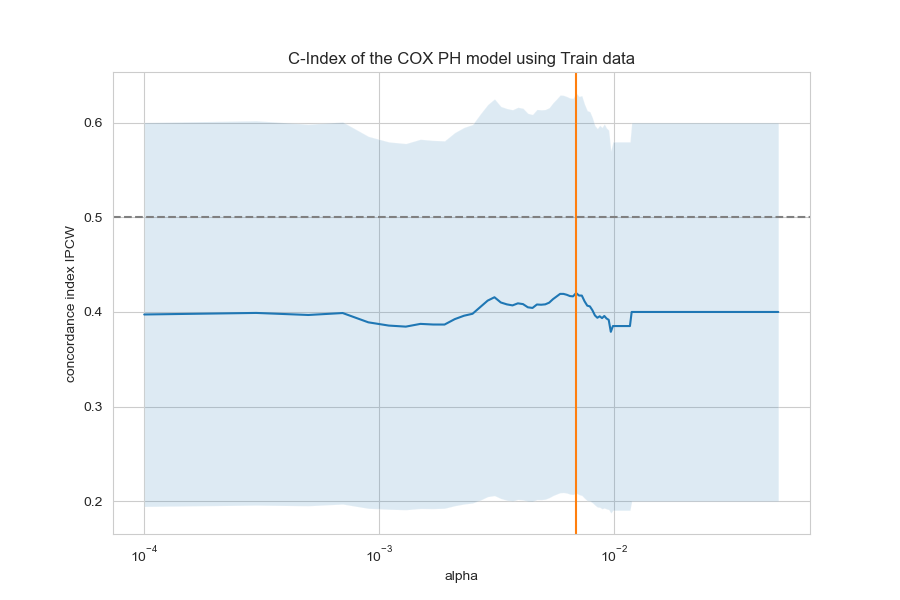 C-Index of the COX PH model using Train data
concordance index IPCW
0.6
0.5
0.4
0.3
0.2
10⁻⁴
10⁻³
10⁻²
alpha